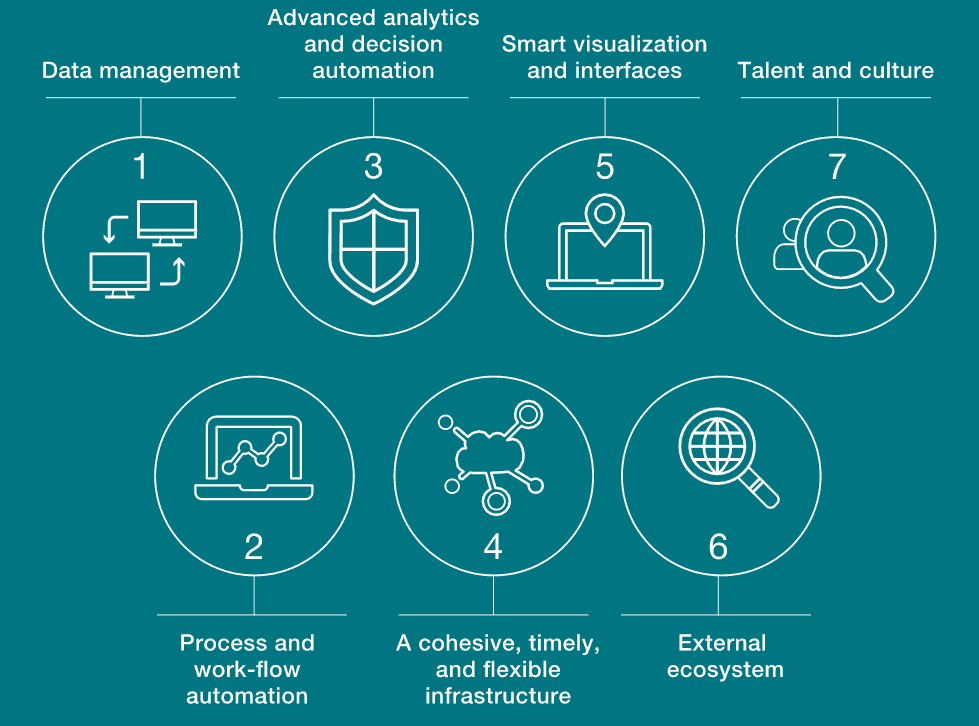 Data management
1
Process and
work-flow
automation
2
Advanced analytics
and decision
automation
3
A cohesive, timely,
and flexible
infrastructure
4
Smart visualization
and interfaces
5
External
ecosystem
6
Talent and culture
7